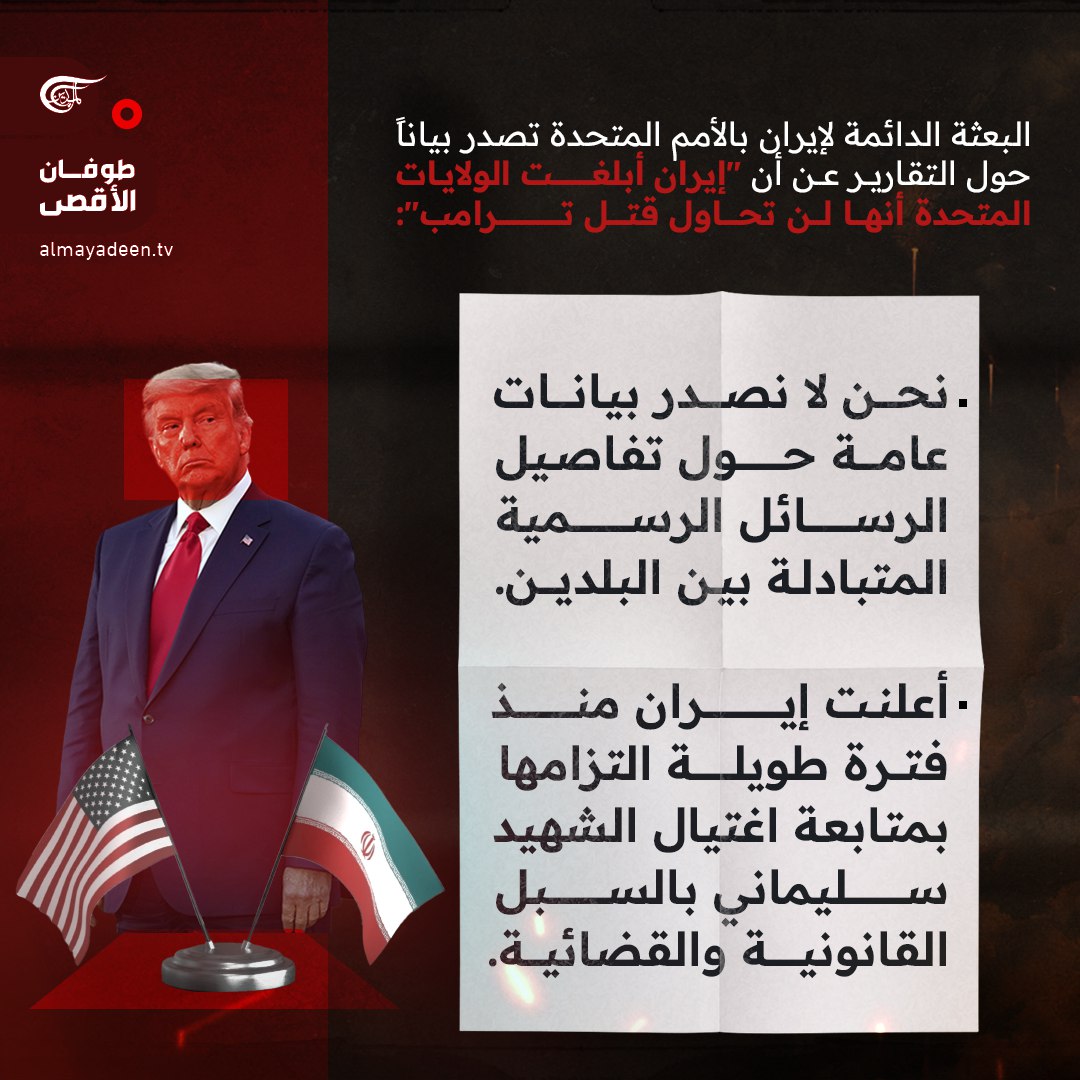 الميادين
طوفان
الأقصى
almayadeen.tv
البعثة الدائمة لإيران بالأمم المتحدة تصدر بياناً
حول التقارير عن أن "إيران أبلغت الولايات
المتحدة أنها لن تحاول قتل ترامب":
▪ نحن لا نصدر بيانات
عامة حول تفاصيل
الرسائل الرسمية
المتبادلة بين البلدين.
▪ أعلنت إيران منذ
فترة طويلة التزامها
بمتابعة اغتيال الشهيد
سليماني بالسبل
القانونية والقضائية.